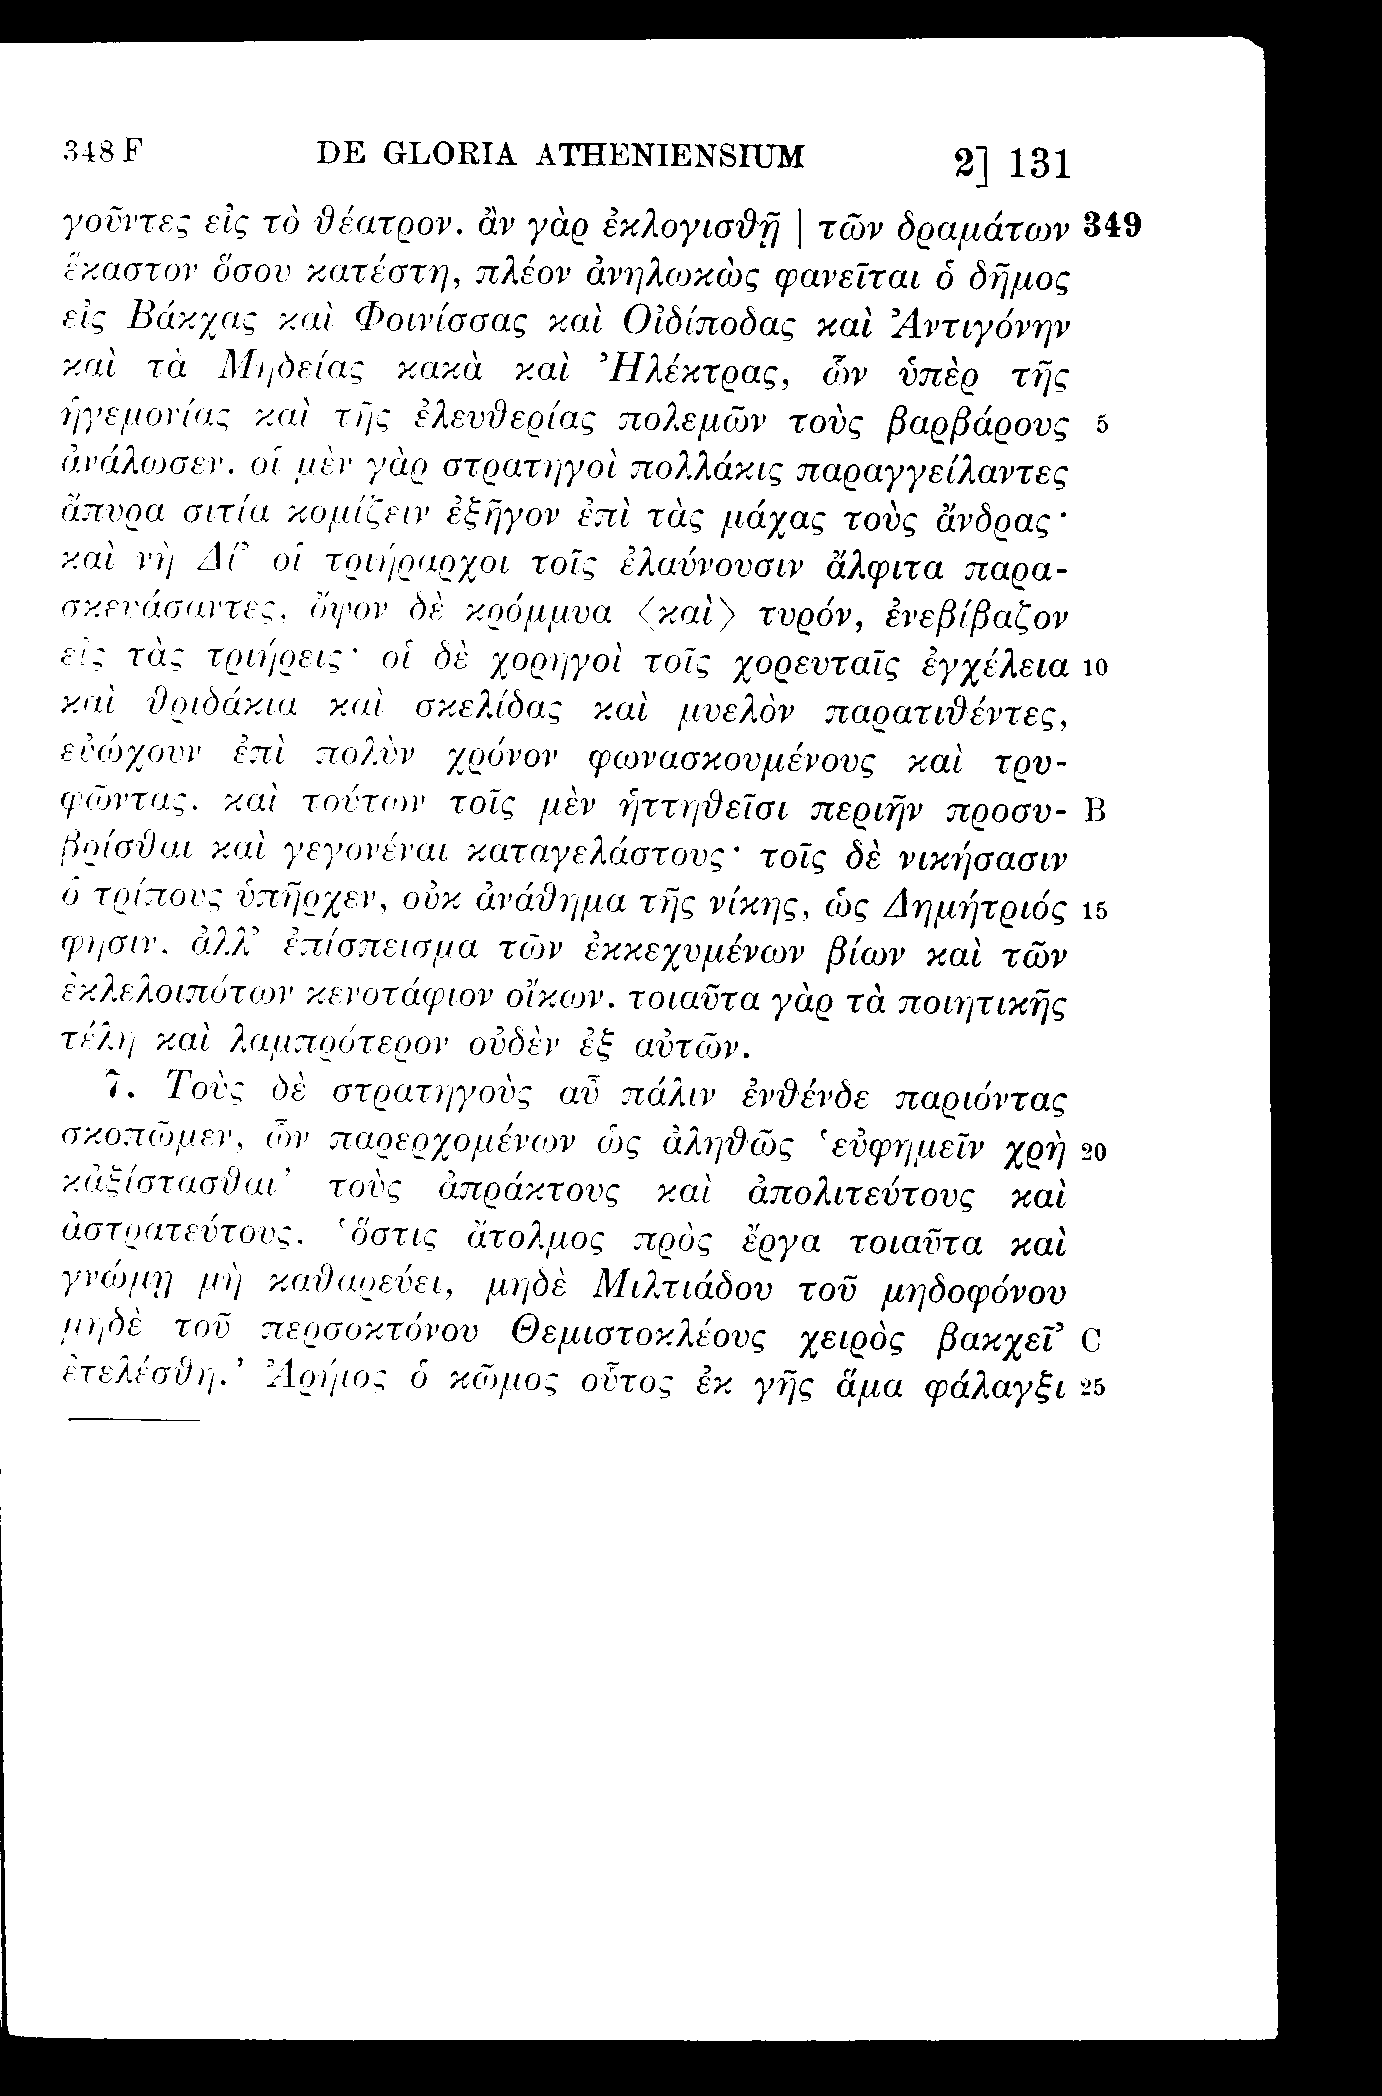 348 F DE GLORIA ATHENIENSIUM 2] 131
γοῦντες εἰς τὸ θέατρον. ἂν γὰρ ἐκλογισθῇ | τῶν δραμάτων 349
ἕκαστον ὅσου κατέστη, πλέον ἀνηλωκὼς φανεῖται ὁ δῆμος
εἰς Βάκχας καὶ Φοινίσσας καὶ Οἰδίποδας καὶ Ἀντιγόνην
καὶ τὰ Μηδείας κακὰ καὶ Ἠλέκτρας, ὧν ὑπὲρ τῆς
ἡγεμονίας καὶ τῆς ἐλευθερίας πολεμῶν τοὺς βαρβάρους 5
ἀνάλωσεν. οἱ μὲν γὰρ στρατηγοὶ πολλάκις παραγγείλαντες
ἄπυρα σιτία κομίζειν ἐξῆγον ἐπὶ τὰς μάχας τοὺς ἄνδρας·
καὶ νὴ Δί’ οἱ τριήραρχοι τοῖς ἐλαύνουσιν ἄλφιτα παρα-
σκευάσαντες, ὄψον δὲ κρόμμυα ⟨καὶ⟩ τυρόν, ἐνεβίβαζον
εἰς τὰς τριήρεις· οἱ δὲ χορηγοὶ τοῖς χορευταῖς ἐγχέλεια 10
καὶ θριδάκια καὶ σκελίδας καὶ μυελὸν παρατιθέντες,
εὐώχουν ἐπὶ πολὺν χρόνον φωνασκουμένους καὶ τρυ-
φῶντας. καὶ τούτων τοῖς μὲν ἡττηθεῖσι περιῆν προσυ- B
βρίσθαι καὶ γεγονέναι καταγελάστους· τοῖς δὲ νικήσασιν
ὁ τρίπους ὑπῆρχεν, οὐκ ἀνάθημα τῆς νίκης, ὡς Δημήτριός 15
φησιν, ἀλλ’ ἐπίσπεισμα τῶν ἐκκεχυμένων βίων καὶ τῶν
ἐκλελοιπότων κενοτάφιον οἴκων. τοιαῦτα γὰρ τὰ ποιητικῆς
τέλη καὶ λαμπρότερον οὐδὲν ἐξ αὐτῶν.
7. Τοὺς δὲ στρατηγοὺς αὖ πάλιν ἐνθένδε παριόντας
σκοπῶμεν, ὧν παρερχομένων ὡς ἀληθῶς ‘εὐφημεῖν χρὴ 20
κἀξίστασθαι’ τοὺς ἀπράκτους καὶ ἀπολιτεύτους καὶ
ἀστρατεύτους, ‘ὅστις ἄτολμος πρὸς ἔργα τοιαῦτα καὶ
γνώμῃ μὴ καθαρεύει, μηδὲ Μιλτιάδου τοῦ μηδοφόνου
μηδὲ τοῦ περσοκτόνου Θεμιστοκλέους χειρὸς βακχεῖ’ C
ἐτελέσθη.’ Ἀρήιος ὁ κῶμος οὗτος ἐκ γῆς ἅμα φάλαγξι 25